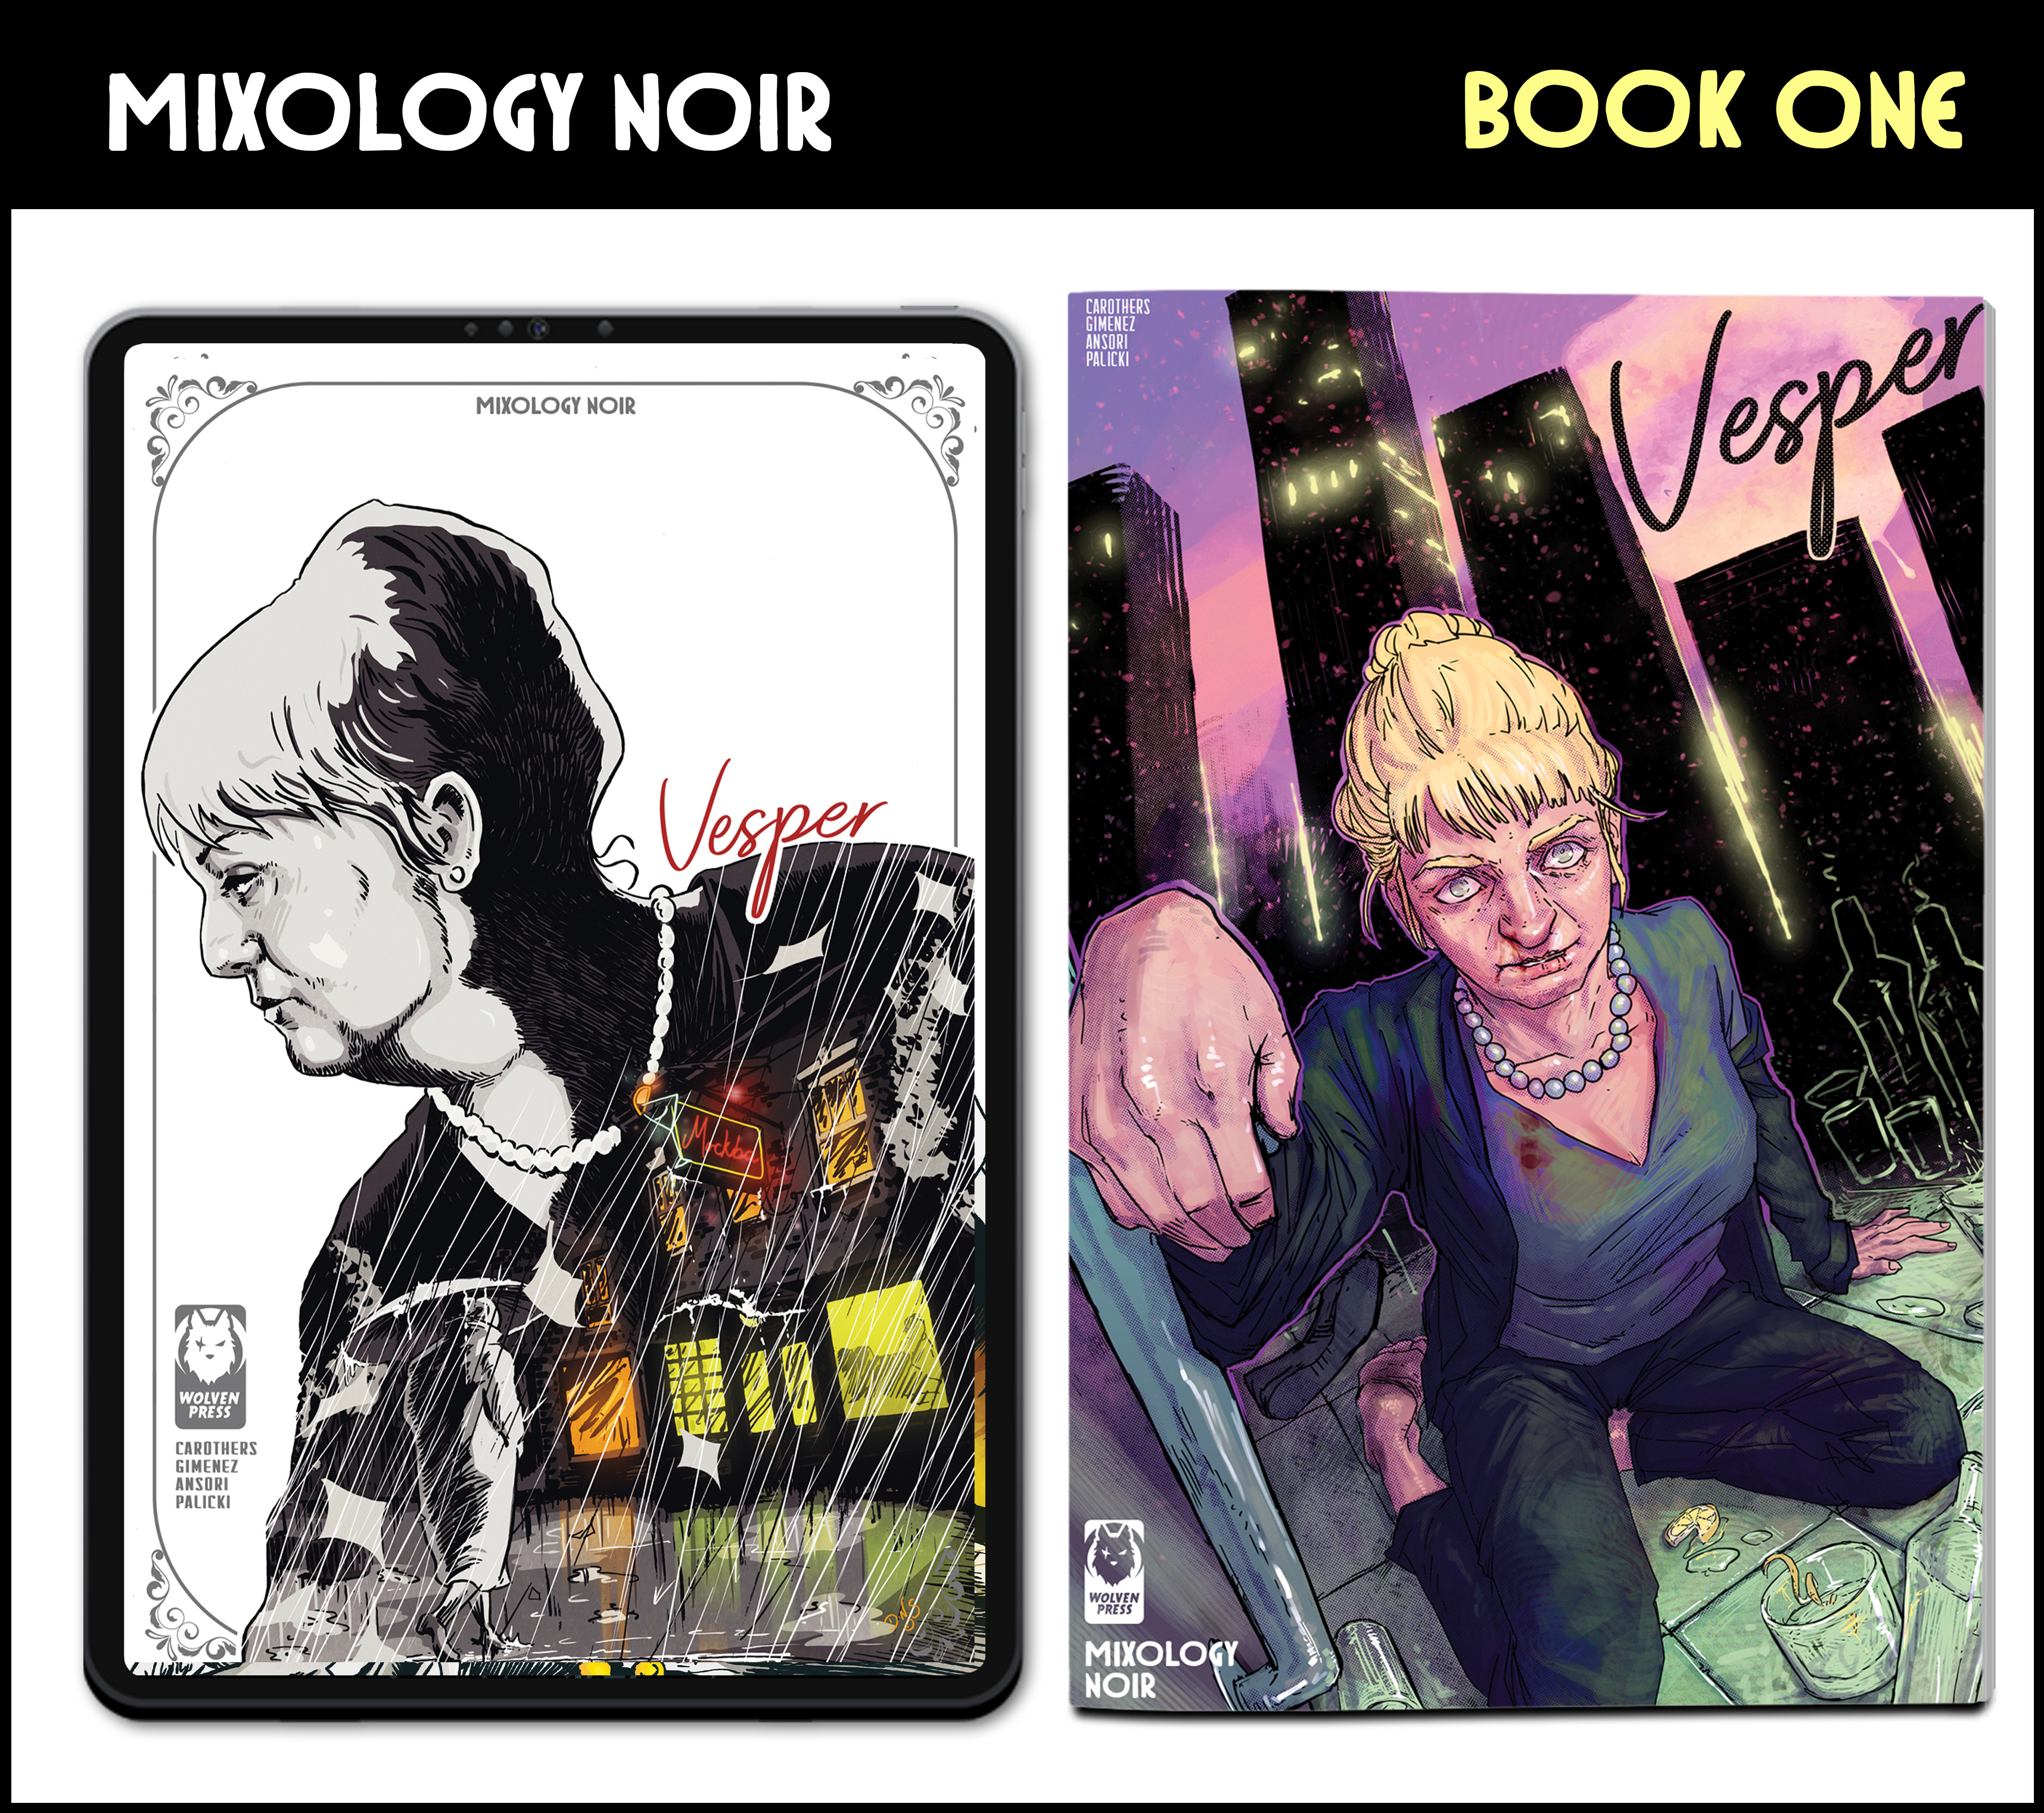 MIXOLOGY NOIR
BOOK ONE
MIXOLOGY NOIR
Vesper
WOLVEN
PRESS
CAROTHERS
GIMENEZ
ANSORI
PALICKI
CAROTHERS
GIMENEZ
ANSORI
PALICKI
Vesper
WOLVEN
PRESS
MIXOLOGY
NOIR